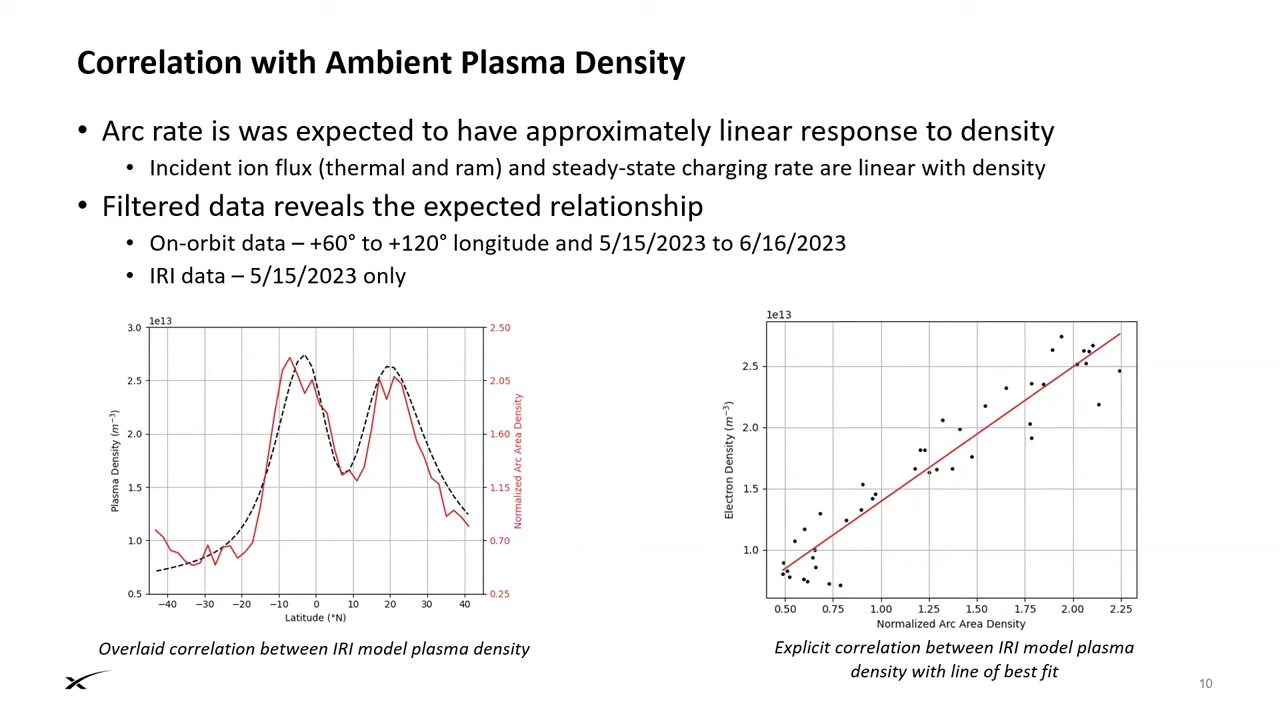 Correlation with Ambient Plasma Density
• Arc rate is was expected to have approximately linear response to density
• Incident ion flux (thermal and ram) and steady-state charging rate are linear with density
• Filtered data reveals the expected relationship
• On-orbit data – +60° to +120° longitude and 5/15/2023 to 6/16/2023
• IRI data – 5/15/2023 only
1e13
3.0
2.5
2.0
1.5
1.0
0.5
Plasma Density (m⁻³)
−40 −30 −20 −10 0 10 20 30 40
Latitude (°N)
2.50
2.05
1.60
1.15
0.70
0.25
Normalized Arc Area Density
Overlaid correlation between IRI model plasma density
1e13
2.5
2.0
1.5
1.0
Electron Density (m⁻³)
0.50 0.75 1.00 1.25 1.50 1.75 2.00 2.25
Normalized Arc Area Density
Explicit correlation between IRI model plasma
density with line of best fit
10